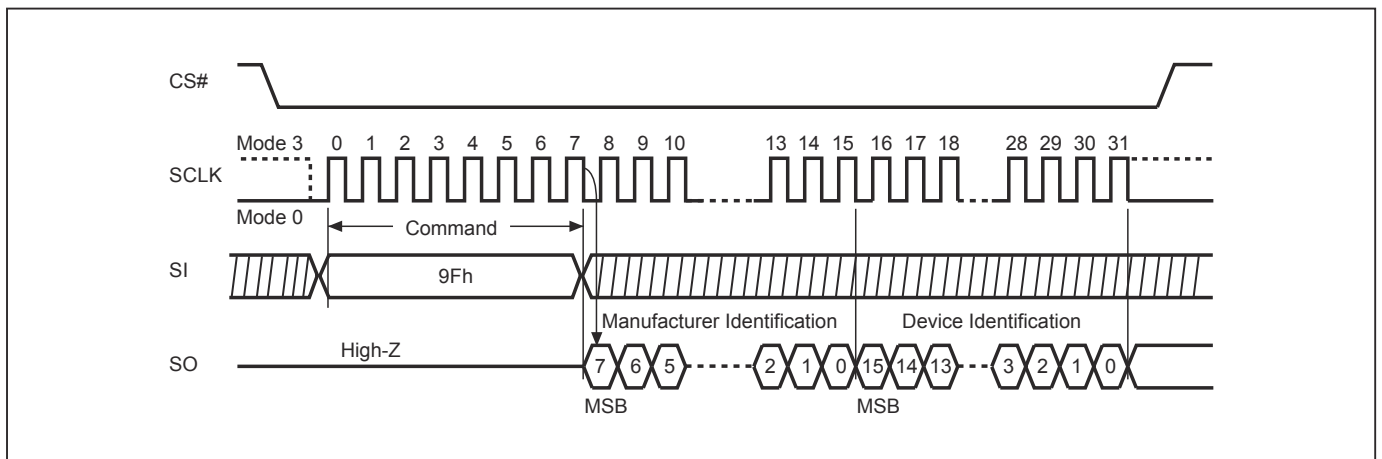 CS#
Mode 3 0 1 2 3 4 5 6 7 8 9 10 13 14 15 16 17 18 28 29 30 31
SCLK
Mode 0
Command
SI 9Fh
Manufacturer Identification Device Identification
High-Z
SO 7 6 5 2 1 0 15 14 13 3 2 1 0
MSB MSB